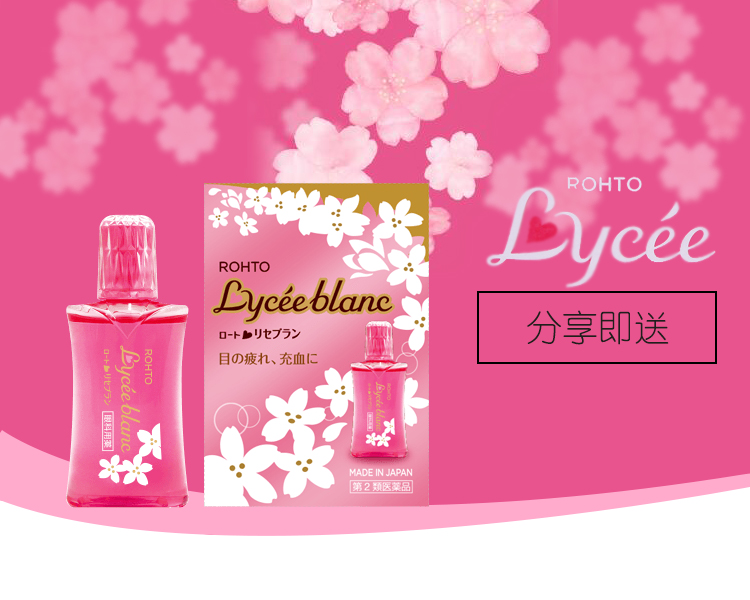 ROHTO
Lycée
分享即送
ROHTO
Lycée blanc
ロート リセブラン
目の疲れ、充血に
MADE IN JAPAN
第2類医薬品
ROHTO
Lycée blanc
ロート リセブラン
眼科用薬